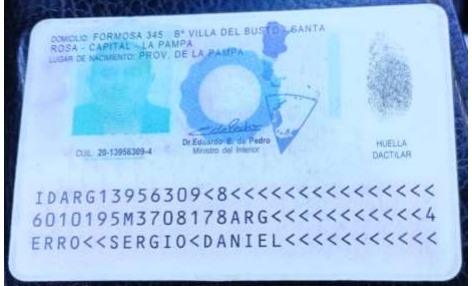 DOMICILIO: FORMOSA 345 Bº VILLA DEL BUSTO - SANTA
ROSA - CAPITAL - LA PAMPA
LUGAR DE NACIMIENTO: PROV. DE LA PAMPA
CUIL: 20-13956309-4
Dr. Eduardo E. de Pedro
Ministro del Interior
HUELLA
DACTILAR
IDARG13956309<8<<<<<<<<<<<<<<<
6010195M3708178ARG<<<<<<<<<<<4
ERRO<<SERGIO<DANIEL<<<<<<<<<<<